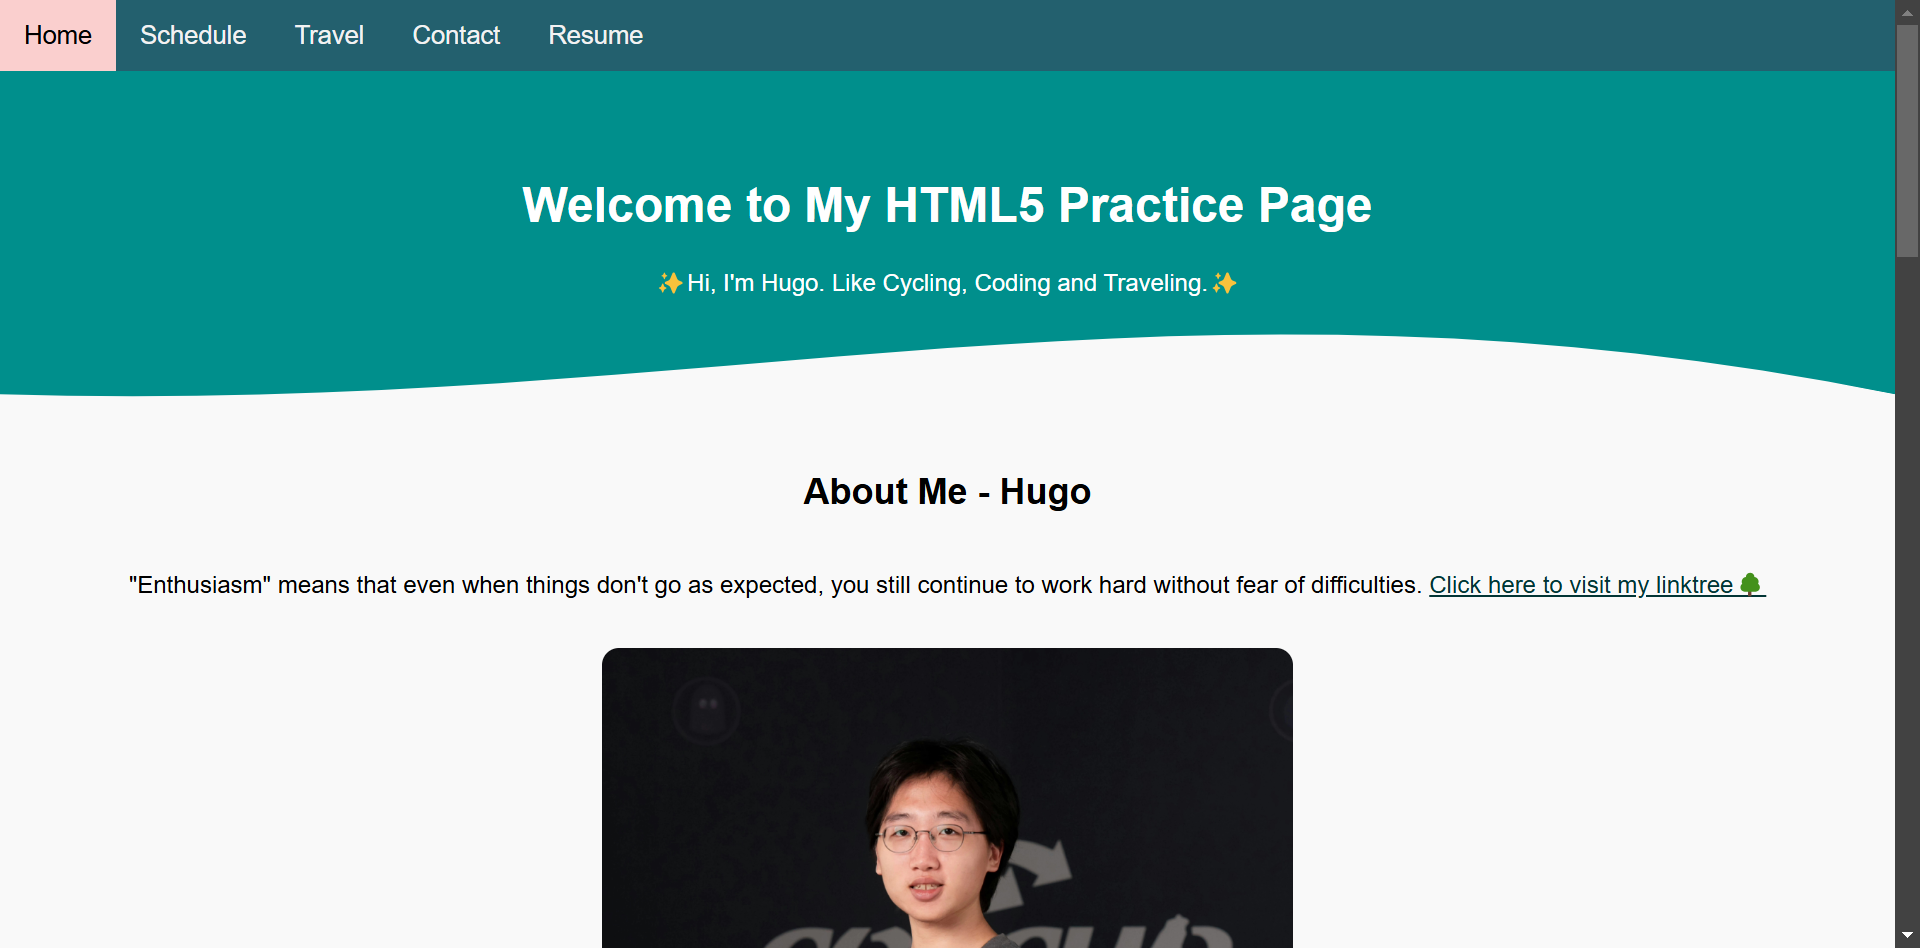 Home Schedule Travel Contact Resume
Welcome to My HTML5 Practice Page
✨Hi, I'm Hugo. Like Cycling, Coding and Traveling.✨
About Me - Hugo
"Enthusiasm" means that even when things don't go as expected, you still continue to work hard without fear of difficulties. Click here to visit my linktree🌳